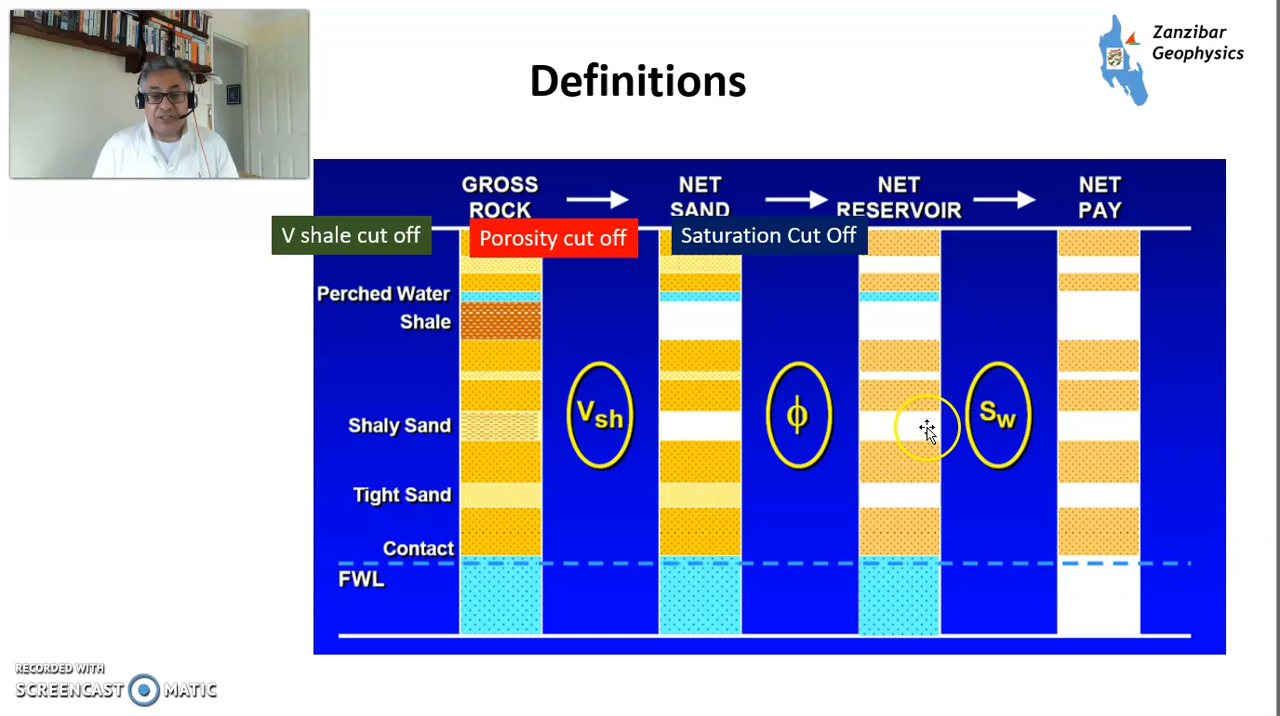 Zanzibar
Geophysics
Definitions
GROSS
ROCK
NET
SAND
NET
RESERVOIR
NET
PAY
V shale cut off
Porosity cut off
Saturation Cut Off
Perched Water
Shale
Shaly Sand
Tight Sand
Contact
FWL
Vsh
ϕ
Sw
RECORDED WITH
SCREENCAST MATIC